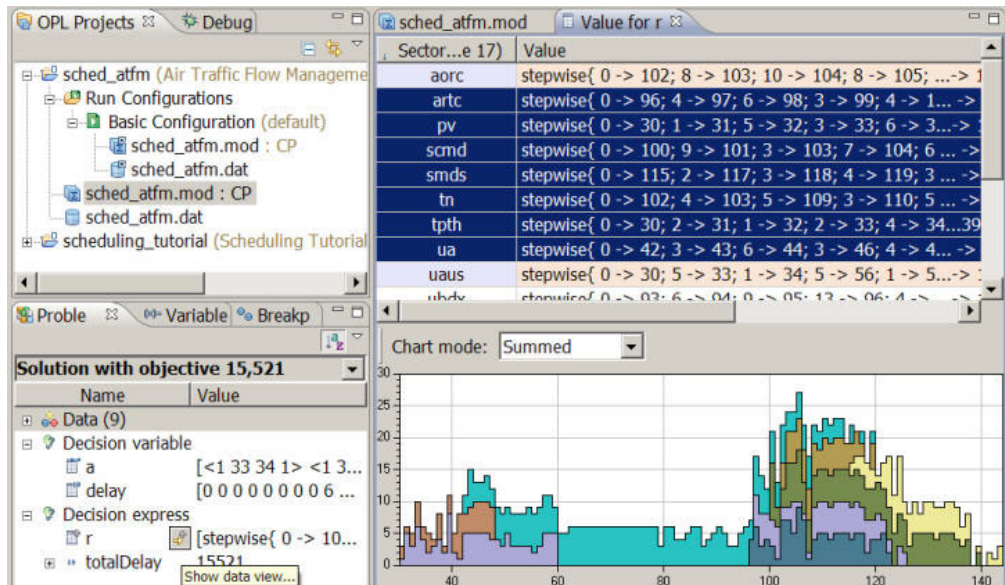 OPL Projects Debug
sched_atfm (Air Traffic Flow Manageme
Run Configurations
Basic Configuration (default)
sched_atfm.mod : CP
sched_atfm.dat
sched_atfm.mod : CP
sched_atfm.dat
scheduling_tutorial (Scheduling Tutorial
Proble Variable Breakp
Solution with objective 15,521
Name Value
Data (9)
Decision variable
a [<1 33 34 1> <1 3...
delay [0 0 0 0 0 0 0 0 6 ...
Decision express
r [stepwise{ 0 -> 10...
totalDelay 15521
Show data view...
sched_atfm.mod Value for r
Sector...e 17) Value
aorc stepwise{ 0 -> 102; 8 -> 103; 10 -> 104; 8 -> 105; ...-> 1
artc stepwise{ 0 -> 96; 4 -> 97; 6 -> 98; 3 -> 99; 4 -> 1... ->
pv stepwise{ 0 -> 30; 1 -> 31; 5 -> 32; 3 -> 33; 6 -> 3...->
scmd stepwise{ 0 -> 100; 9 -> 101; 3 -> 103; 7 -> 104; 6 ... ->
smds stepwise{ 0 -> 115; 2 -> 117; 3 -> 118; 4 -> 119; 3 ... ->
tn stepwise{ 0 -> 102; 4 -> 103; 5 -> 109; 3 -> 110; 5 ... ->
tpth stepwise{ 0 -> 30; 2 -> 31; 1 -> 32; 2 -> 33; 4 -> 34...39
ua stepwise{ 0 -> 42; 3 -> 43; 6 -> 44; 3 -> 46; 4 -> 4... ->
uaus stepwise{ 0 -> 30; 5 -> 33; 1 -> 34; 5 -> 56; 1 -> 5...->
Chart mode: Summed
30
25
20
15
10
5
0
40 60 80 100 120 140